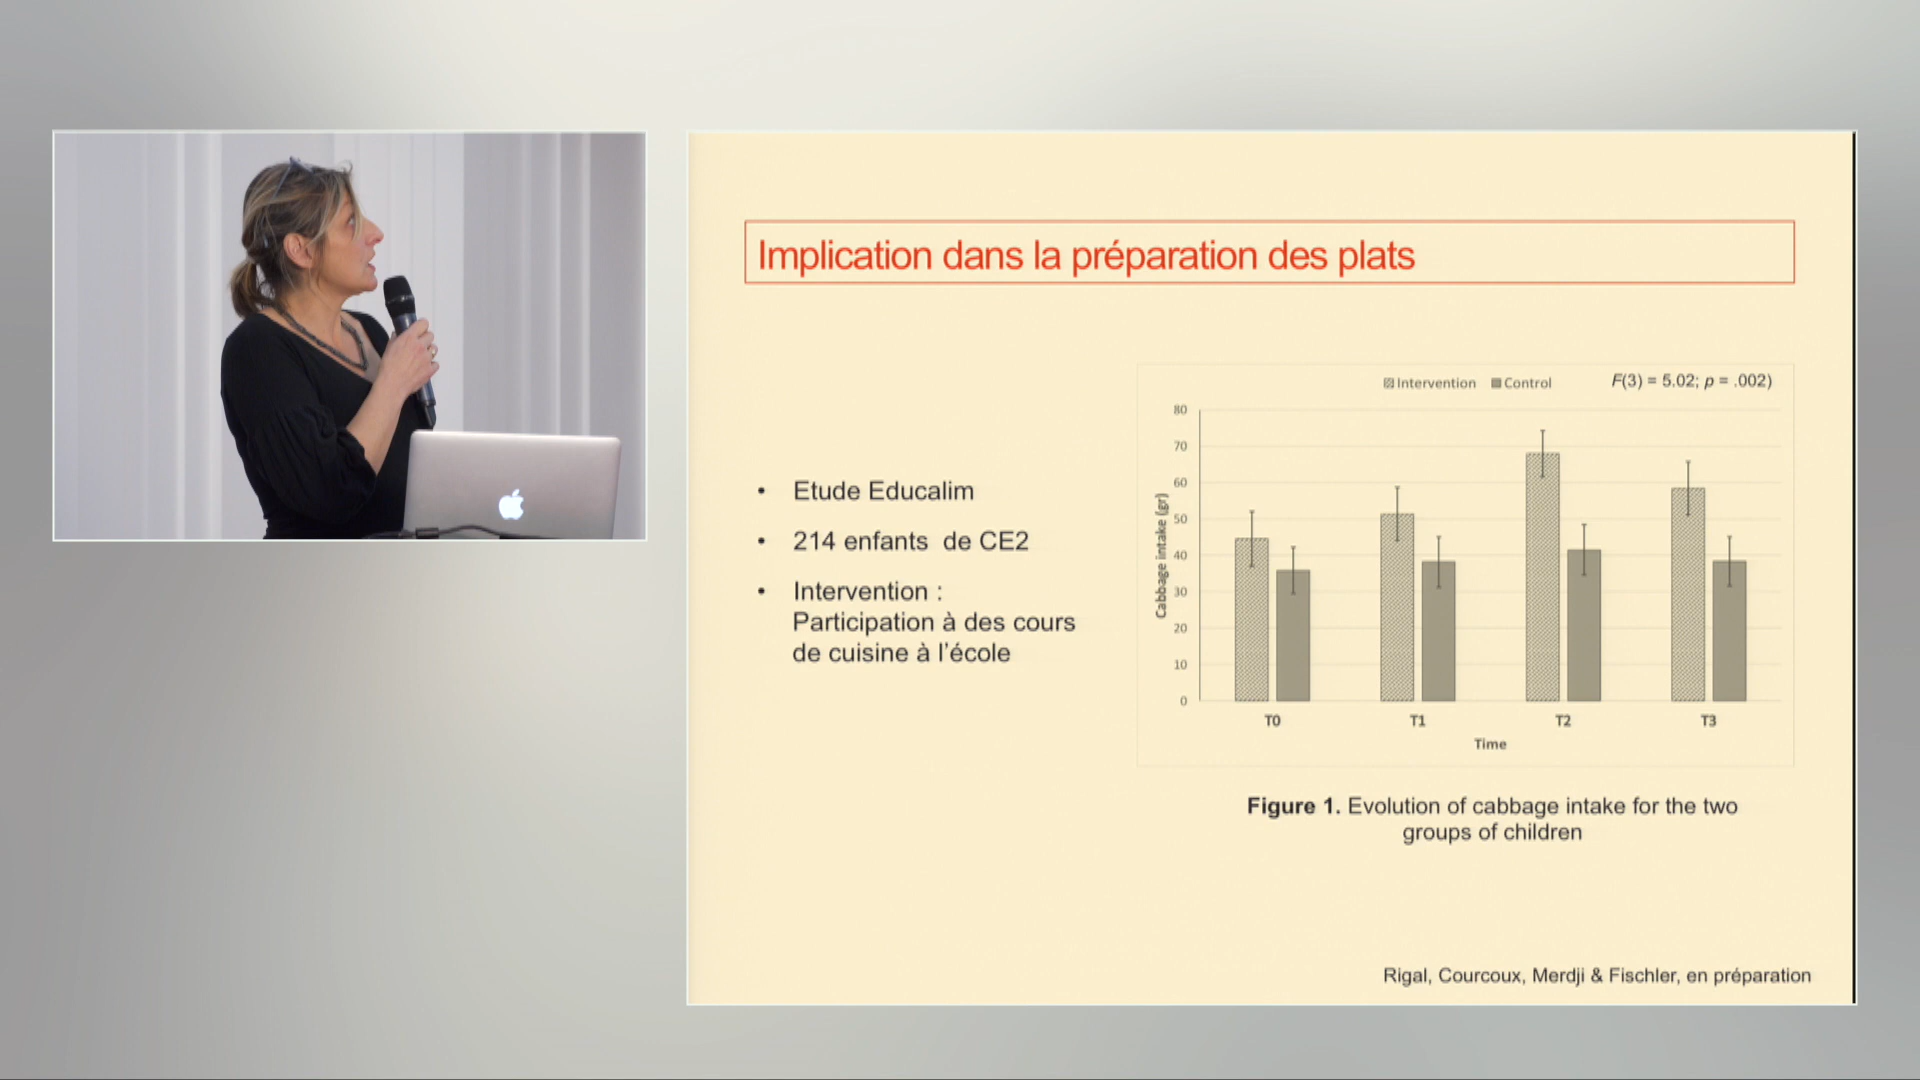 Implication dans la préparation des plats
• Etude Educalim
• 214 enfants de CE2
• Intervention :
Participation à des cours
de cuisine à l'école
Intervention Control F(3) = 5.02; p = .002)
80
70
60
50
40
30
20
10
0
Cabbage intake (gr)
T0 T1 T2 T3
Time
Figure 1. Evolution of cabbage intake for the two
groups of children
Rigal, Courcoux, Merdji & Fischler, en préparation